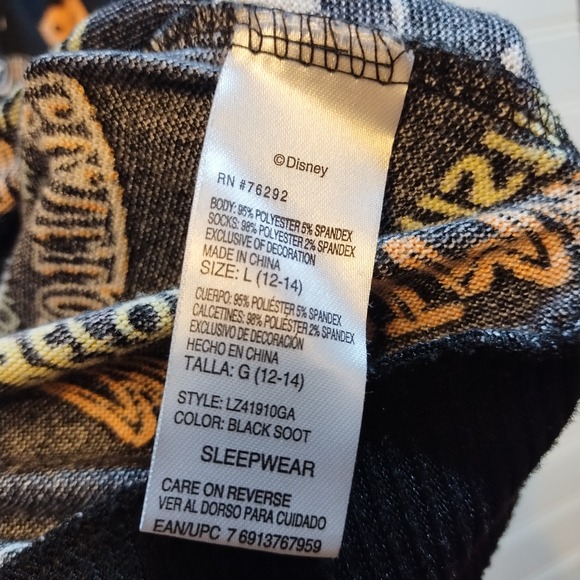 ©Disney
RN #76292
BODY: 95% POLYESTER 5% SPANDEX
SOCKS: 98% POLYESTER 2% SPANDEX
EXCLUSIVE OF DECORATION
MADE IN CHINA
SIZE: L (12-14)
CUERPO: 95% POLIÉSTER 5% SPANDEX
CALCETINES: 98% POLIÉSTER 2% SPANDEX
EXCLUSIVO DE DECORACIÓN
HECHO EN CHINA
TALLA: G (12-14)
STYLE: LZ41910GA
COLOR: BLACK SOOT
SLEEPWEAR
CARE ON REVERSE
VER AL DORSO PARA CUIDADO
EAN/UPC 7 6913767959